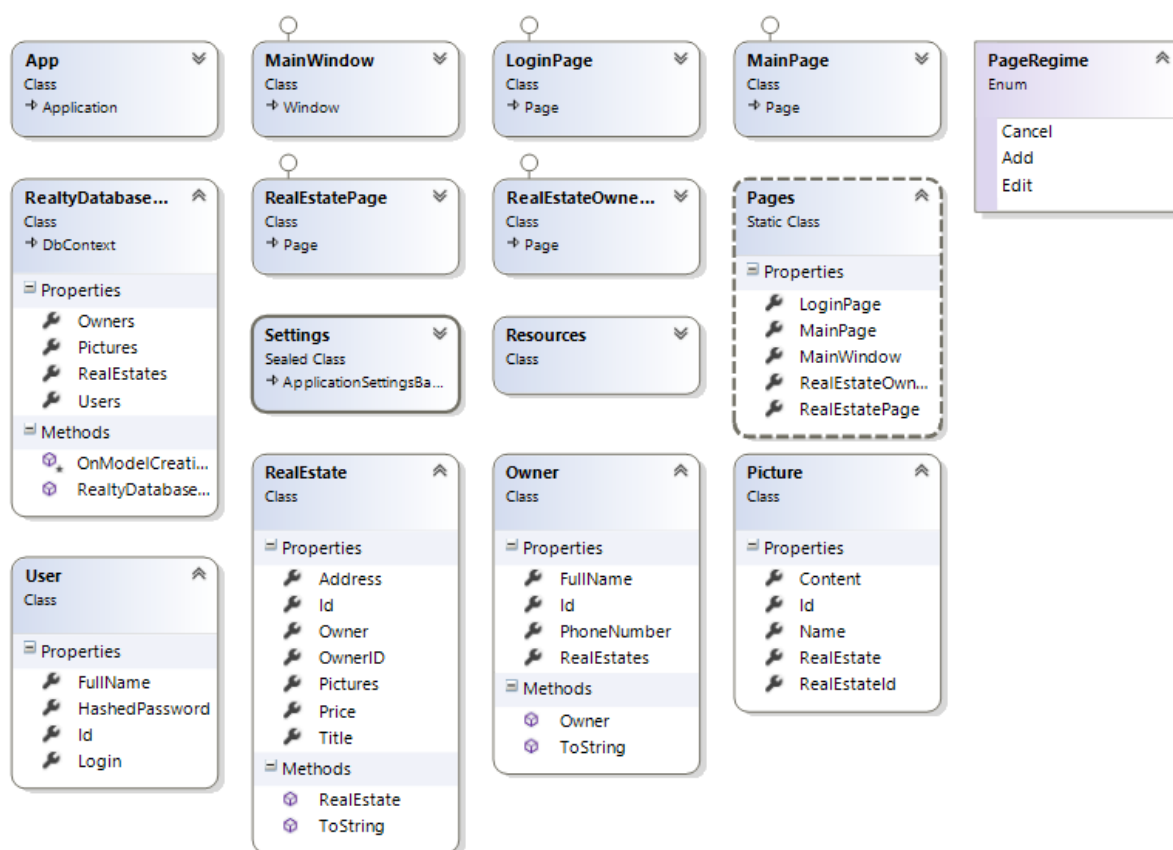 App
Class
Application
MainWindow
Class
Window
LoginPage
Class
Page
MainPage
Class
Page
PageRegime
Enum
Cancel
Add
Edit
RealtyDatabase...
Class
DbContext
Properties
Owners
Pictures
RealEstates
Users
Methods
OnModelCreati...
RealtyDatabase...
RealEstatePage
Class
Page
RealEstateOwne...
Class
Page
Pages
Static Class
Properties
LoginPage
MainPage
MainWindow
RealEstateOwn...
RealEstatePage
Settings
Sealed Class
ApplicationSettingsBa...
Resources
Class
RealEstate
Class
Properties
Address
Id
Owner
OwnerID
Pictures
Price
Title
Methods
RealEstate
ToString
Owner
Class
Properties
FullName
Id
PhoneNumber
RealEstates
Methods
Owner
ToString
Picture
Class
Properties
Content
Id
Name
RealEstate
RealEstateId
User
Class
Properties
FullName
HashedPassword
Id
Login